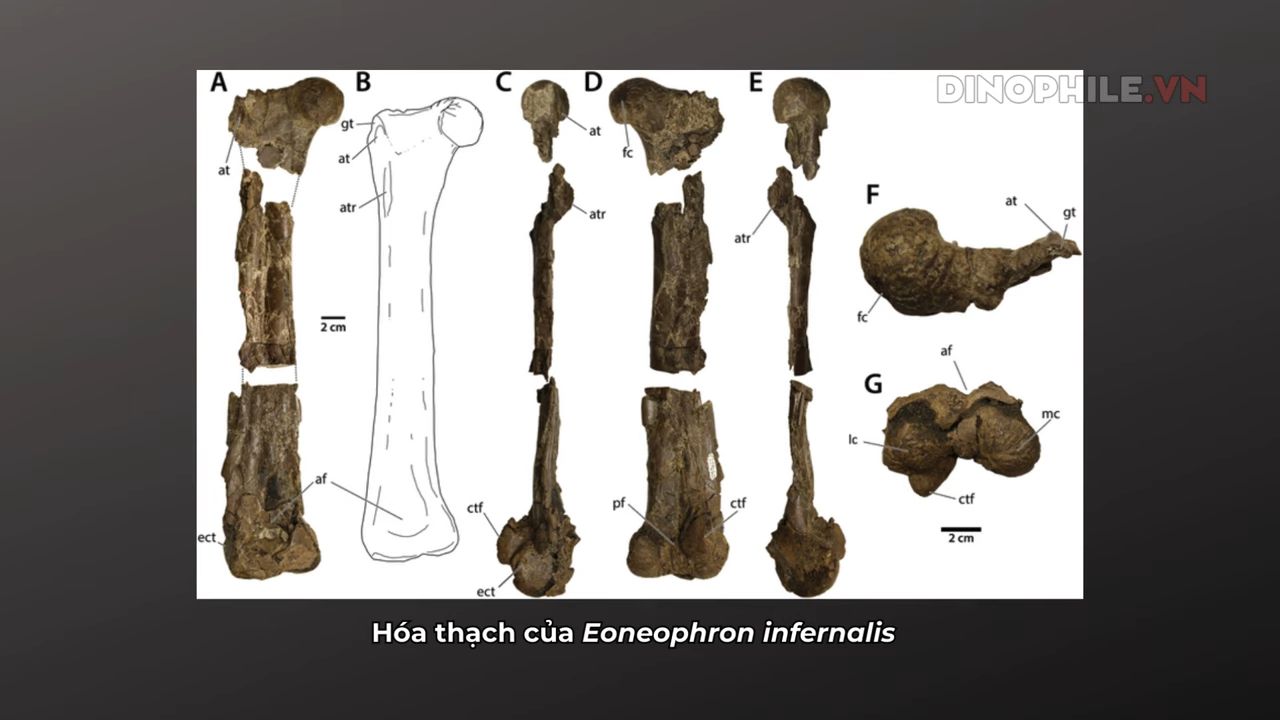 A B C D E
DINOPHILE.VN
gt
at
at
fc
at
atr
atr
atr
F
at
gt
fc
2 cm
af
G
mc
lc
ctf
2 cm
af
ctf
pf
ctf
ect
ect
Hóa thạch của Eoneophron infernalis